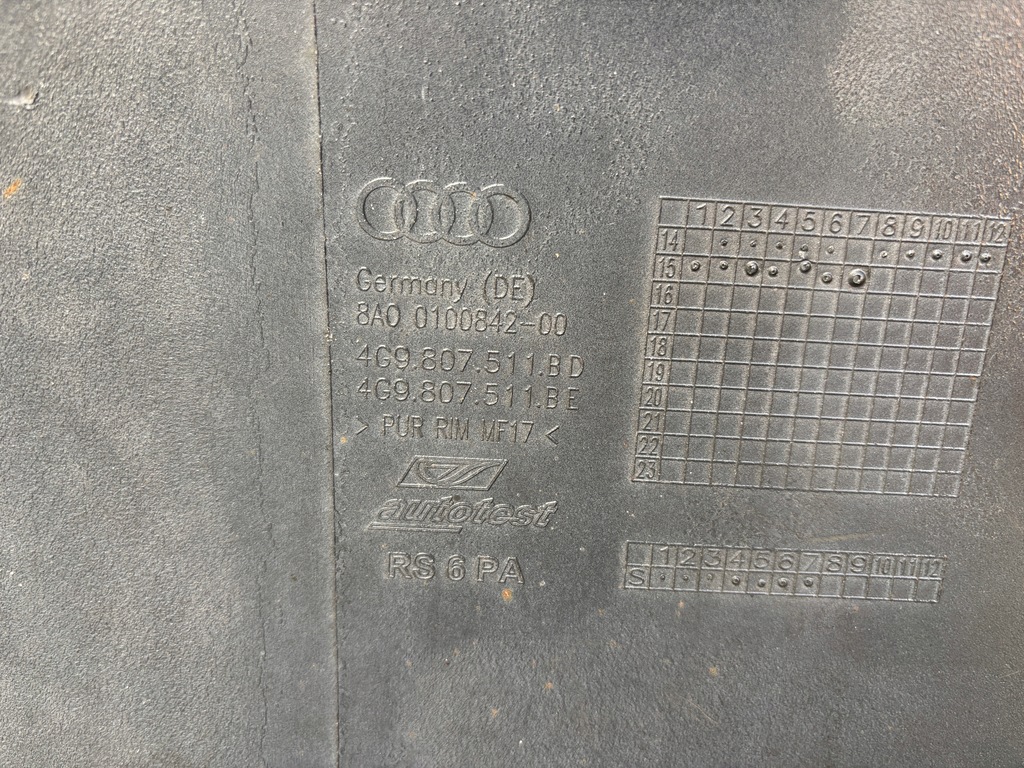 Germany (DE)
8A0 0100842-00
4G9.807.511.BD
4G9.807.511.BE
> PUR RIM MF17 <
autotest
RS 6 PA
1 2 3 4 5 6 7 8 9 10 11 12
14
15
16
17
18
19
20
21
22
23
1 2 3 4 5 6 7 8 9 10 11 12
S